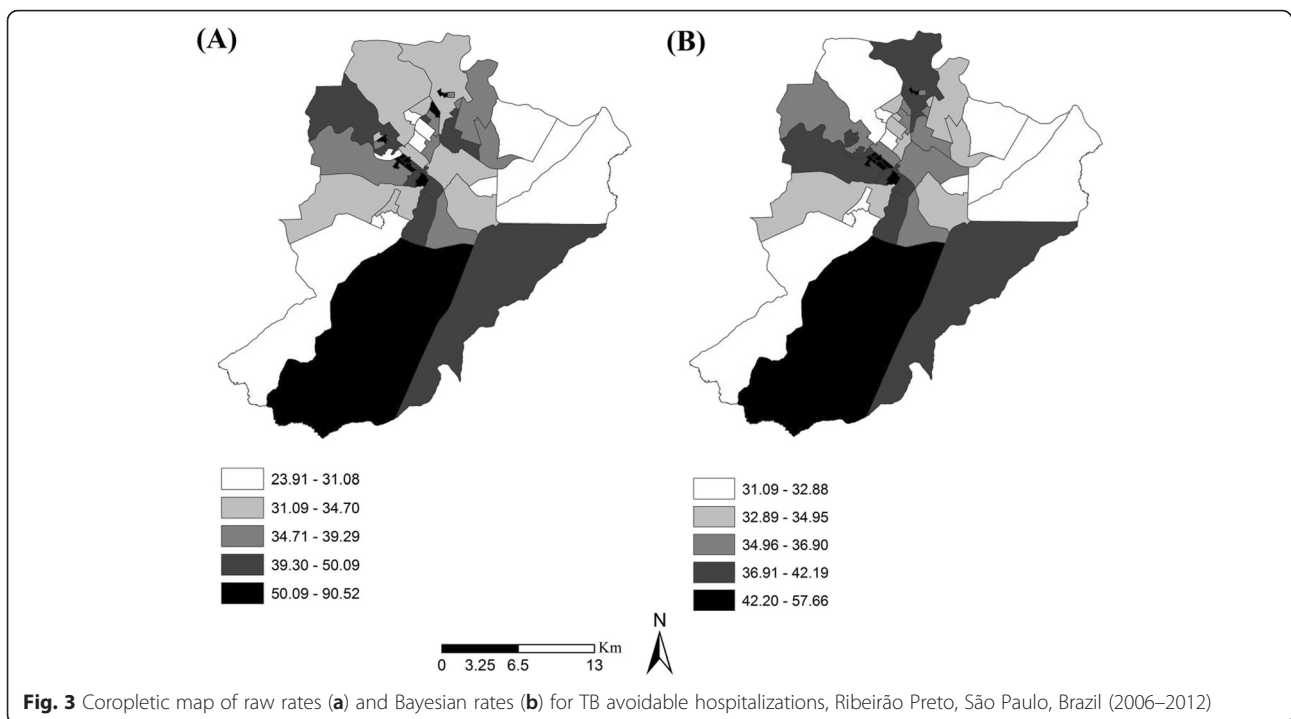 (A)
(B)
23.91 - 31.08
31.09 - 34.70
34.71 - 39.29
39.30 - 50.09
50.09 - 90.52
31.09 - 32.88
32.89 - 34.95
34.96 - 36.90
36.91 - 42.19
42.20 - 57.66
N
Km
0 3.25 6.5 13
Fig. 3 Coropletic map of raw rates (a) and Bayesian rates (b) for TB avoidable hospitalizations, Ribeirão Preto, São Paulo, Brazil (2006–2012)